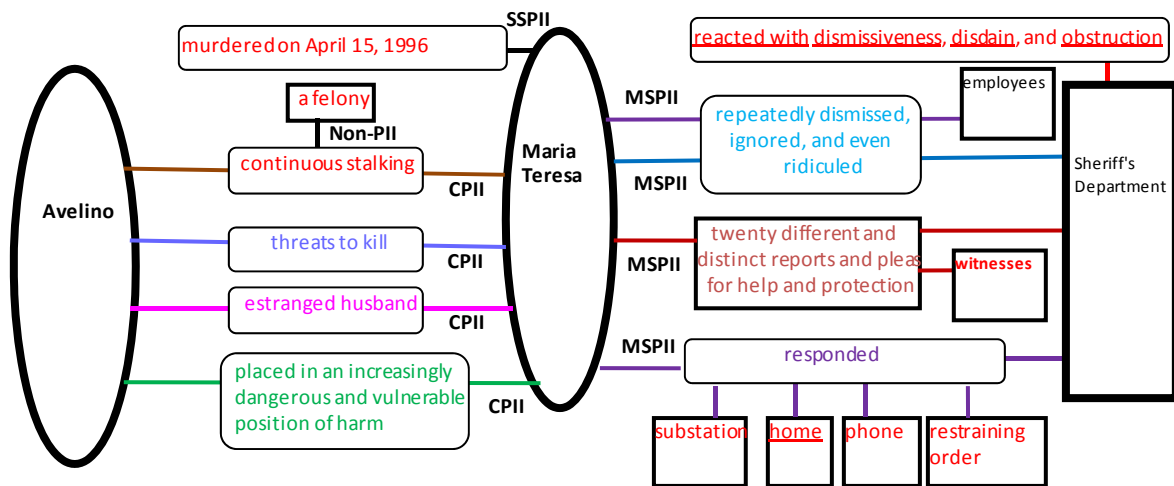 SSPII
murdered on April 15, 1996
reacted with dismissiveness, disdain, and obstruction
a felony
Non-PII
continuous stalking
CPII
Avelino
threats to kill
CPII
estranged husband
CPII
placed in an increasingly
dangerous and vulnerable
position of harm
CPII
Maria
Teresa
MSPII
MSPII
repeatedly dismissed,
ignored, and even
ridiculed
employees
Sheriff's
Department
MSPII
twenty different and
distinct reports and pleas
for help and protection
witnesses
MSPII
responded
substation
home
phone
restraining
order